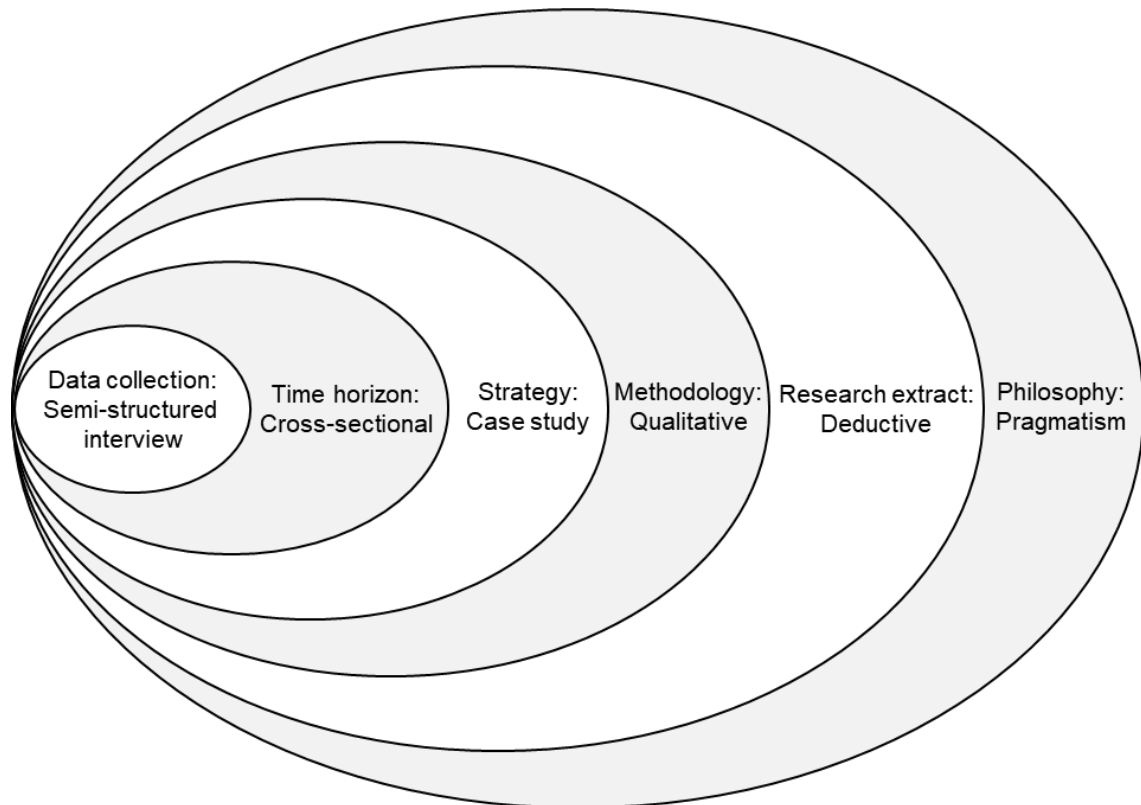 Data collection:
Semi-structured
interview
Time horizon:
Cross-sectional
Strategy:
Case study
Methodology:
Qualitative
Research extract:
Deductive
Philosophy:
Pragmatism